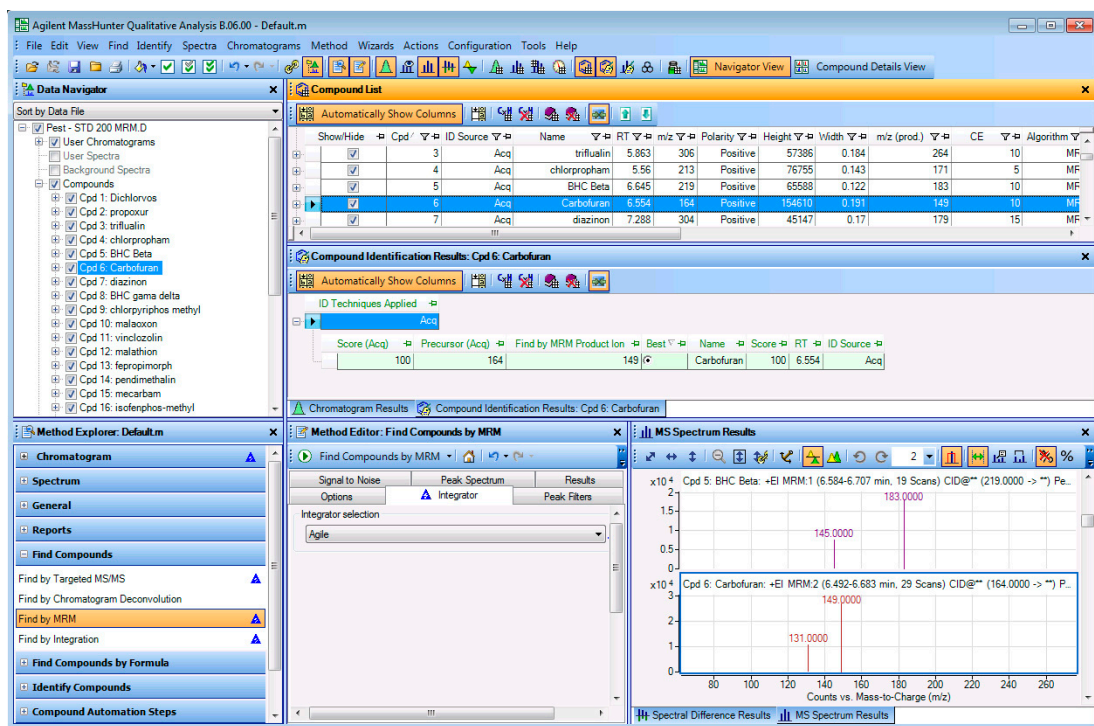 Agilent MassHunter Qualitative Analysis B.06.00 - Default.m
File Edit View Find Identify Spectra Chromatograms Method Wizards Actions Configuration Tools Help
Navigator View Compound Details View
Data Navigator
Sort by Data File
Pest - STD 200 MRM.D
User Chromatograms
User Spectra
Background Spectra
Compounds
Cpd 1: Dichlorvos
Cpd 2: propoxur
Cpd 3: triflualin
Cpd 4: chlorpropham
Cpd 5: BHC Beta
Cpd 6: Carbofuran
Cpd 7: diazinon
Cpd 8: BHC gama delta
Cpd 9: chlorpyriphos methyl
Cpd 10: malaoxon
Cpd 11: vinclozolin
Cpd 12: malathion
Cpd 13: fepropimorph
Cpd 14: pendimethalin
Cpd 15: mecarbam
Cpd 16: isofenphos-methyl
Compound List
Automatically Show Columns
Show/Hide Cpd ID Source Name RT m/z Polarity Height Width m/z (prod.) CE Algorithm
3 Acq triflualin 5.863 306 Positive 57386 0.184 264 10 MF
4 Acq chlorpropham 5.56 213 Positive 76755 0.143 171 5 MF
5 Acq BHC Beta 6.645 219 Positive 65588 0.122 183 10 MF
6 Acq Carbofuran 6.554 164 Positive 154610 0.191 149 10 MF
7 Acq diazinon 7.288 304 Positive 45147 0.17 179 15 MF
Compound Identification Results: Cpd 6: Carbofuran
Automatically Show Columns
ID Techniques Applied
Acq
Score (Acq) Precursor (Acq) Find by MRM Product Ion Best Name Score RT ID Source
100 164 149 Carbofuran 100 6.554 Acq
Chromatogram Results Compound Identification Results: Cpd 6: Carbofuran
Method Explorer: Default.m
Chromatogram
Spectrum
General
Reports
Find Compounds
Find by Targeted MS/MS
Find by Chromatogram Deconvolution
Find by MRM
Find by Integration
Find Compounds by Formula
Identify Compounds
Compound Automation Steps
Method Editor: Find Compounds by MRM
Find Compounds by MRM
Signal to Noise Peak Spectrum Results
Options Integrator Peak Filters
Integrator selection
Agile
MS Spectrum Results
2 %
x10 4 Cpd 5: BHC Beta: +EI MRM:1 (6.584-6.707 min, 19 Scans) CID@** (219.0000 -> **) Pe...
2
183.0000
1.5
1
145.0000
0.5
0
x10 4 Cpd 6: Carbofuran: +EI MRM:2 (6.492-6.683 min, 29 Scans) CID@** (164.0000 -> **) P...
3
149.0000
2
131.0000
1
0
80 100 120 140 160 180 200 220 240 260
Counts vs. Mass-to-Charge (m/z)
Spectral Difference Results MS Spectrum Results